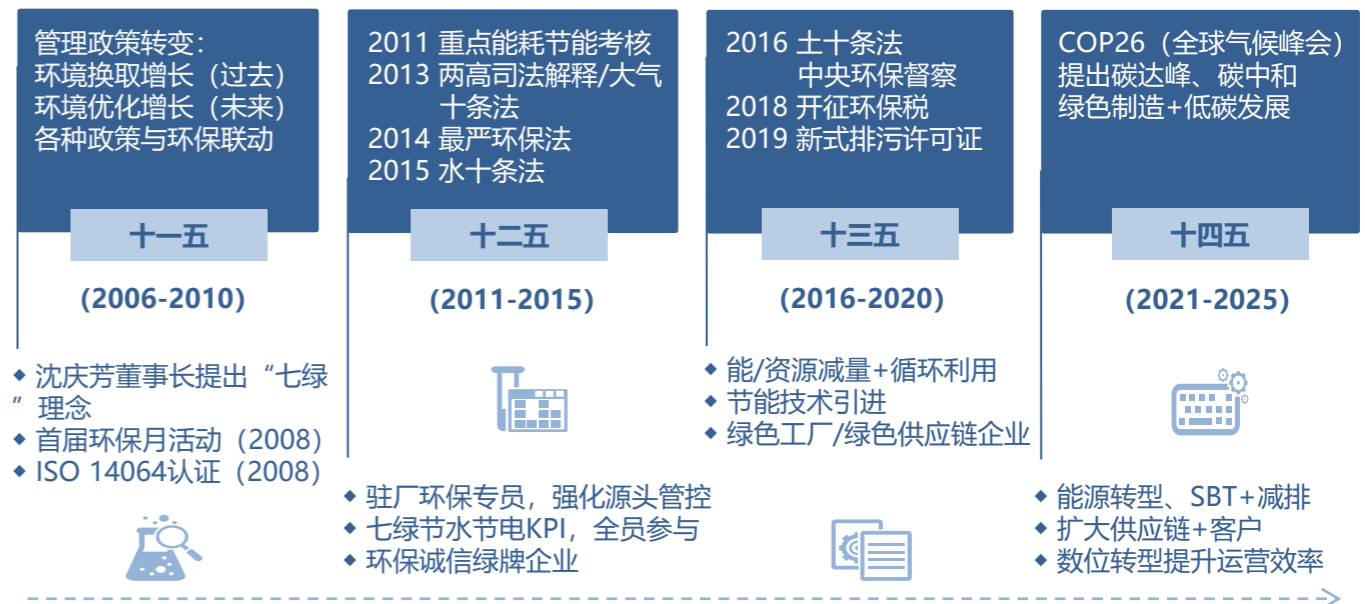 管理政策转变：
环境换取增长（过去）
环境优化增长（未来）
各种政策与环保联动
十一五
(2006-2010)
◆ 沈庆芳董事长提出“七绿
”理念
◆ 首届环保月活动（2008）
◆ ISO 14064认证（2008）
2011 重点能耗节能考核
2013 两高司法解释/大气
十条法
2014 最严环保法
2015 水十条法
十二五
(2011-2015)
◆ 驻厂环保专员，强化源头管控
◆ 七绿节水节电KPI，全员参与
◆ 环保诚信绿牌企业
2016 土十条法
中央环保督察
2018 开征环保税
2019 新式排污许可证
十三五
(2016-2020)
◆ 能/资源减量+循环利用
◆ 节能技术引进
◆ 绿色工厂/绿色供应链企业
COP26（全球气候峰会）
提出碳达峰、碳中和
绿色制造+低碳发展
十四五
(2021-2025)
◆ 能源转型、SBT+减排
◆ 扩大供应链+客户
◆ 数位转型提升运营效率